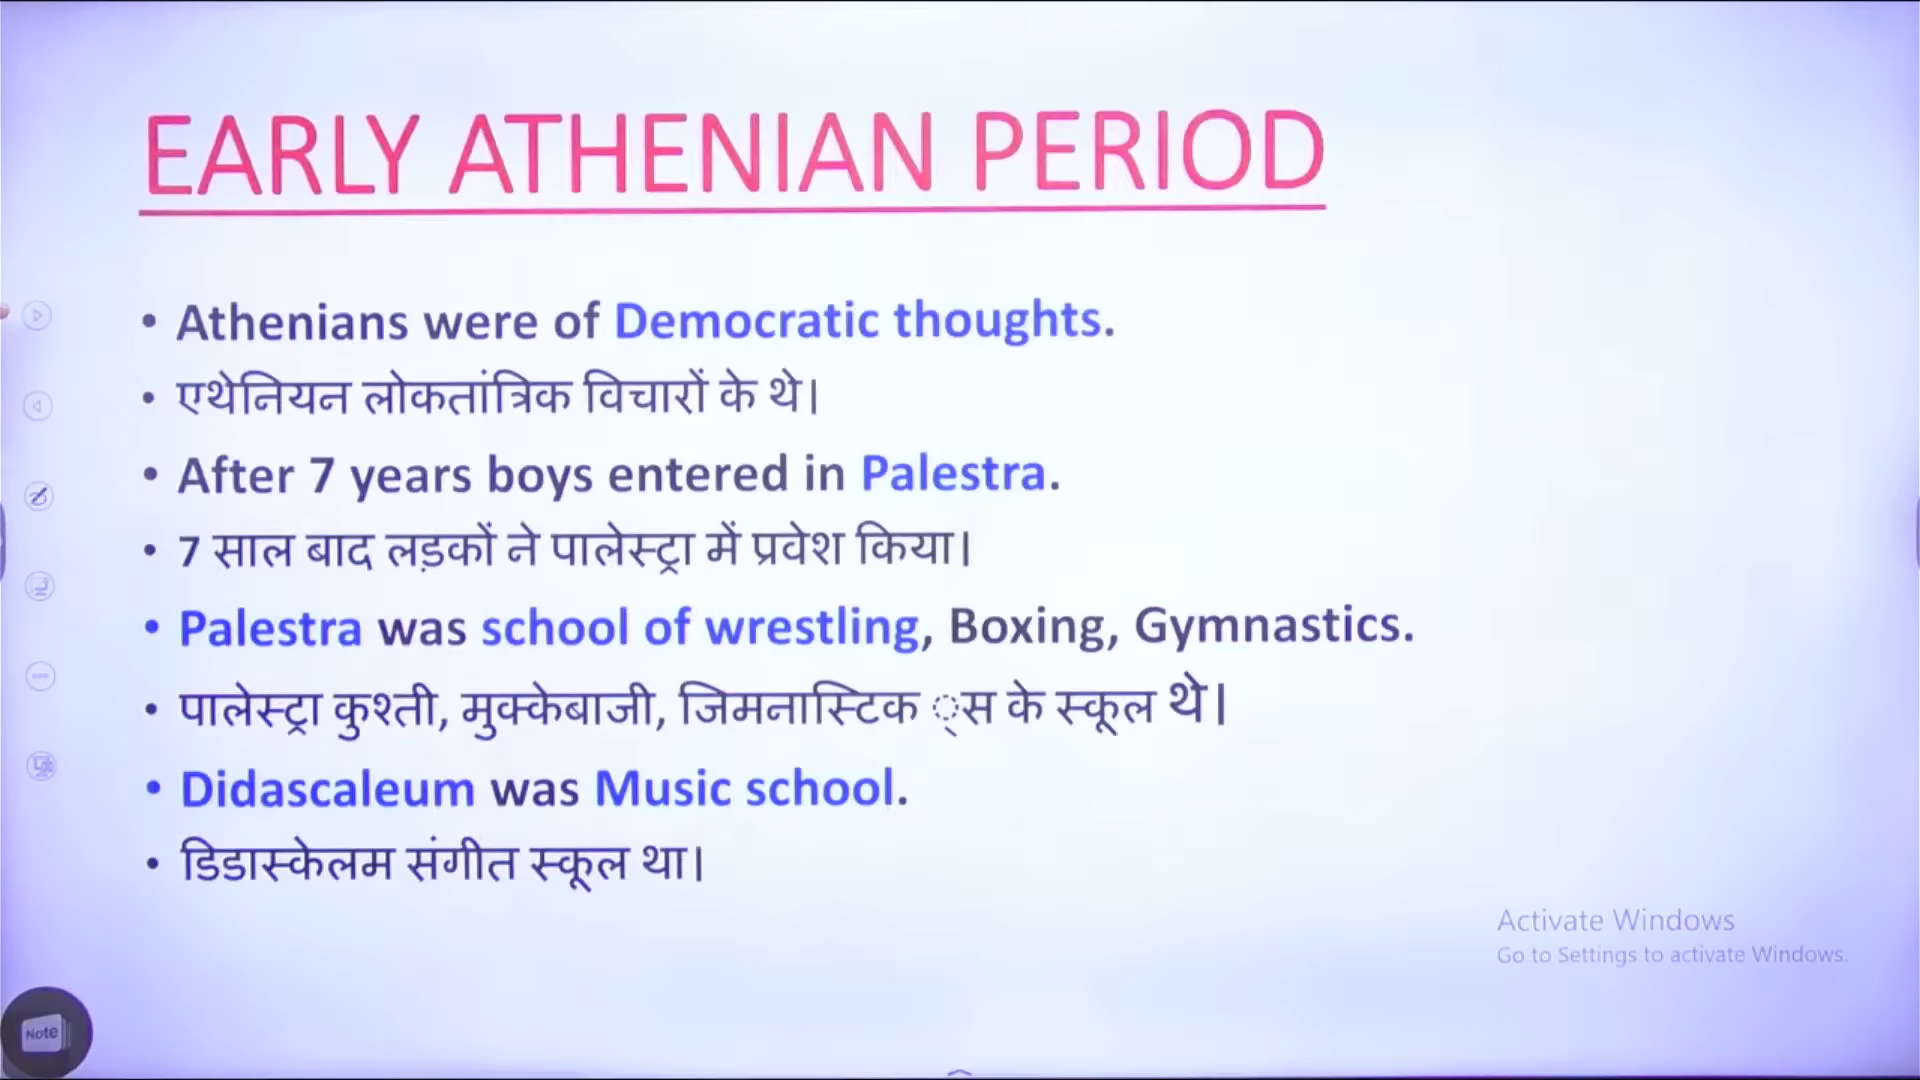 EARLY ATHENIAN PERIOD
• Athenians were of Democratic thoughts.
• एथेनियन लोकतांत्रिक विचारों के थे।
• After 7 years boys entered in Palestra.
• 7 साल बाद लड़कों ने पालेस्ट्रा में प्रवेश किया।
• Palestra was school of wrestling, Boxing, Gymnastics.
• पालेस्ट्रा कुश्ती, मुक्केबाजी, जिमनास्टिक ्स के स्कूल थे।
• Didascaleum was Music school.
• डिडास्केलम संगीत स्कूल था।
Activate Windows
Go to Settings to activate Windows.
Note